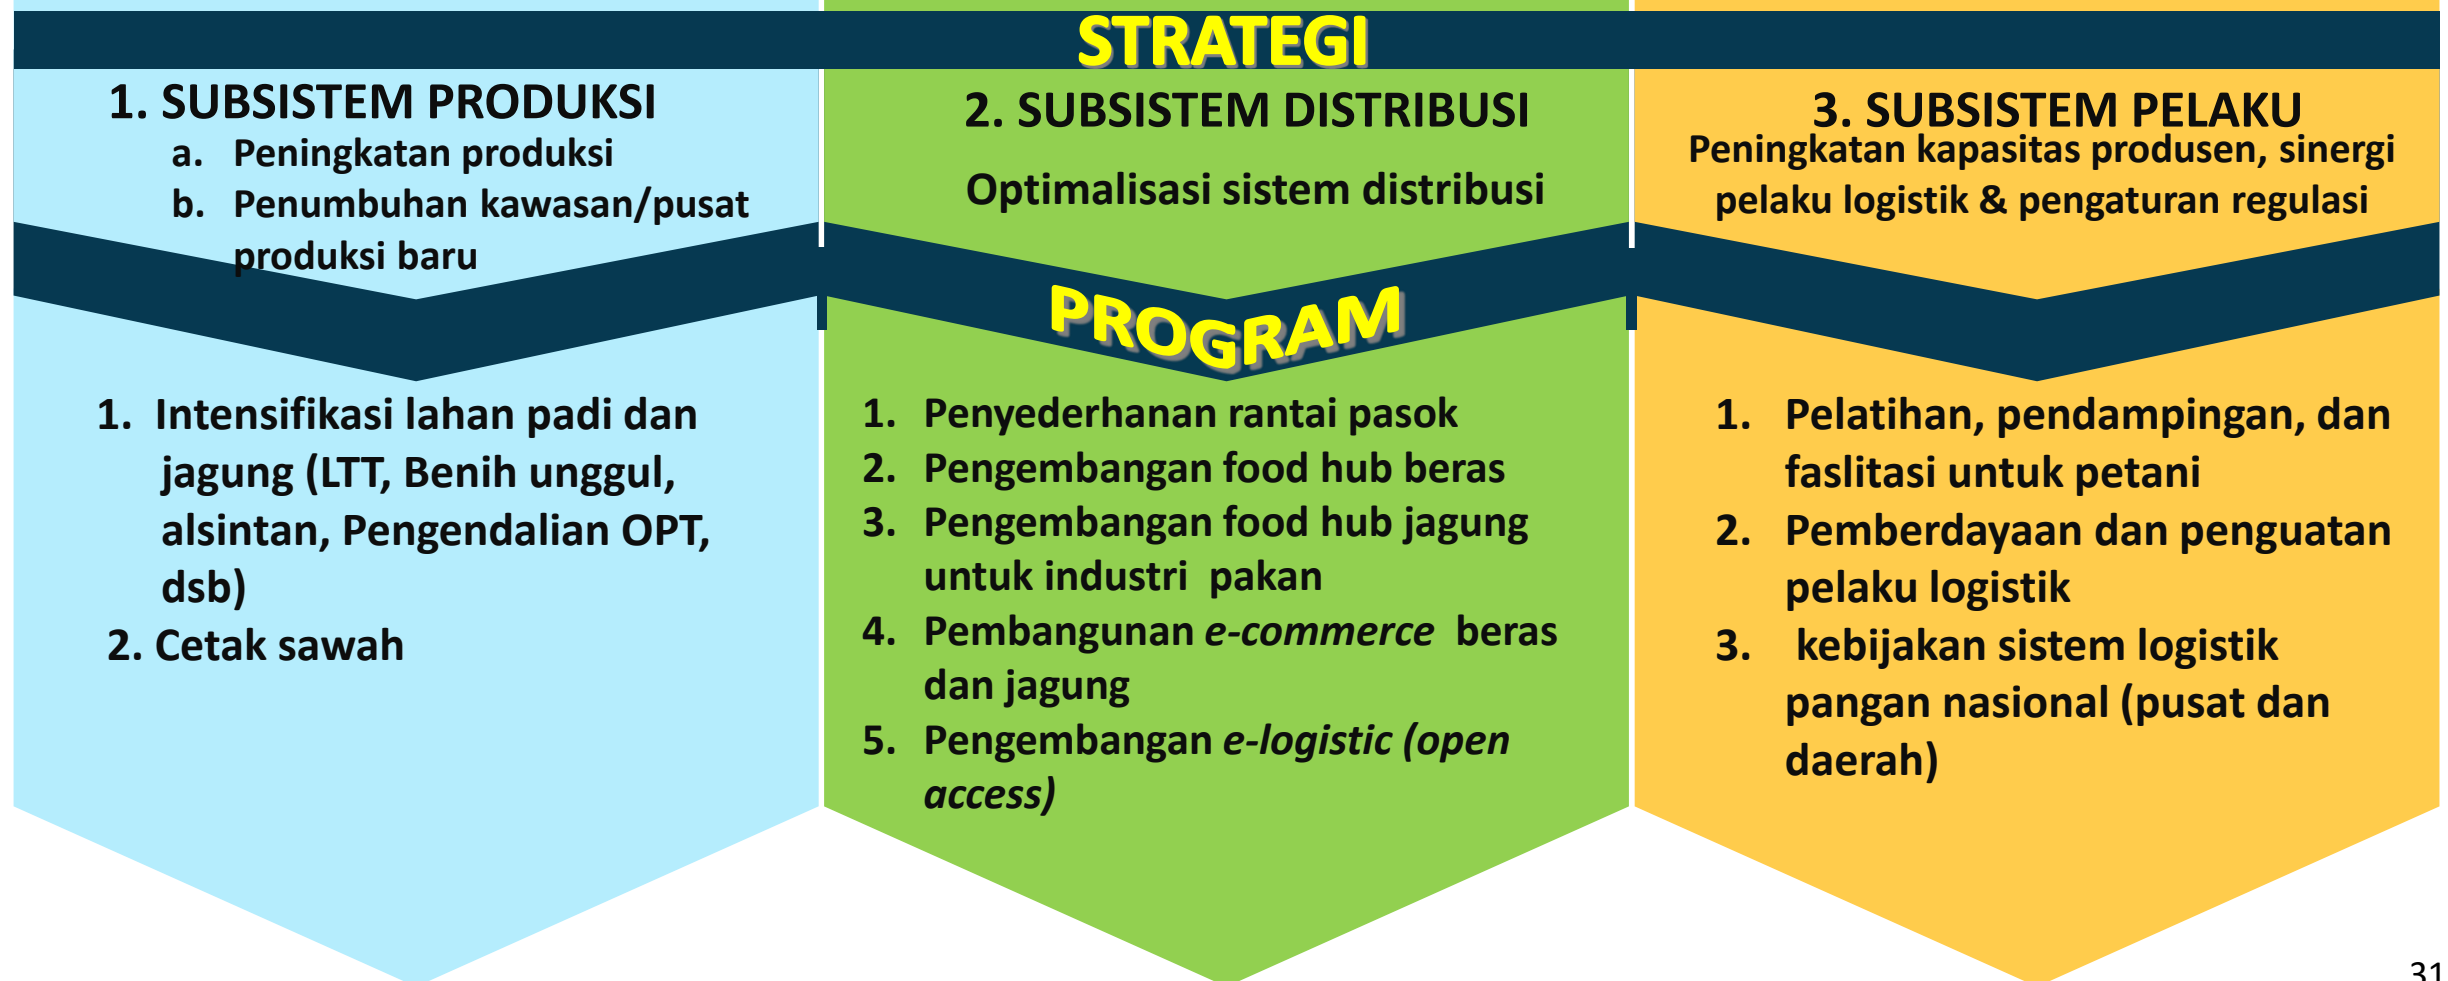 STRATEGI
1. SUBSISTEM PRODUKSI
a. Peningkatan produksi
b. Penumbuhan kawasan/pusat
produksi baru
2. SUBSISTEM DISTRIBUSI
Optimalisasi sistem distribusi
3. SUBSISTEM PELAKU
Peningkatan kapasitas produsen, sinergi
pelaku logistik & pengaturan regulasi
PROGRAM
1. Intensifikasi lahan padi dan
jagung (LTT, Benih unggul,
alsintan, Pengendalian OPT,
dsb)
2. Cetak sawah
1. Penyederhanan rantai pasok
2. Pengembangan food hub beras
3. Pengembangan food hub jagung
untuk industri pakan
4. Pembangunan e-commerce beras
dan jagung
5. Pengembangan e-logistic (open
access)
1. Pelatihan, pendampingan, dan
faslitasi untuk petani
2. Pemberdayaan dan penguatan
pelaku logistik
3. kebijakan sistem logistik
pangan nasional (pusat dan
daerah)
31